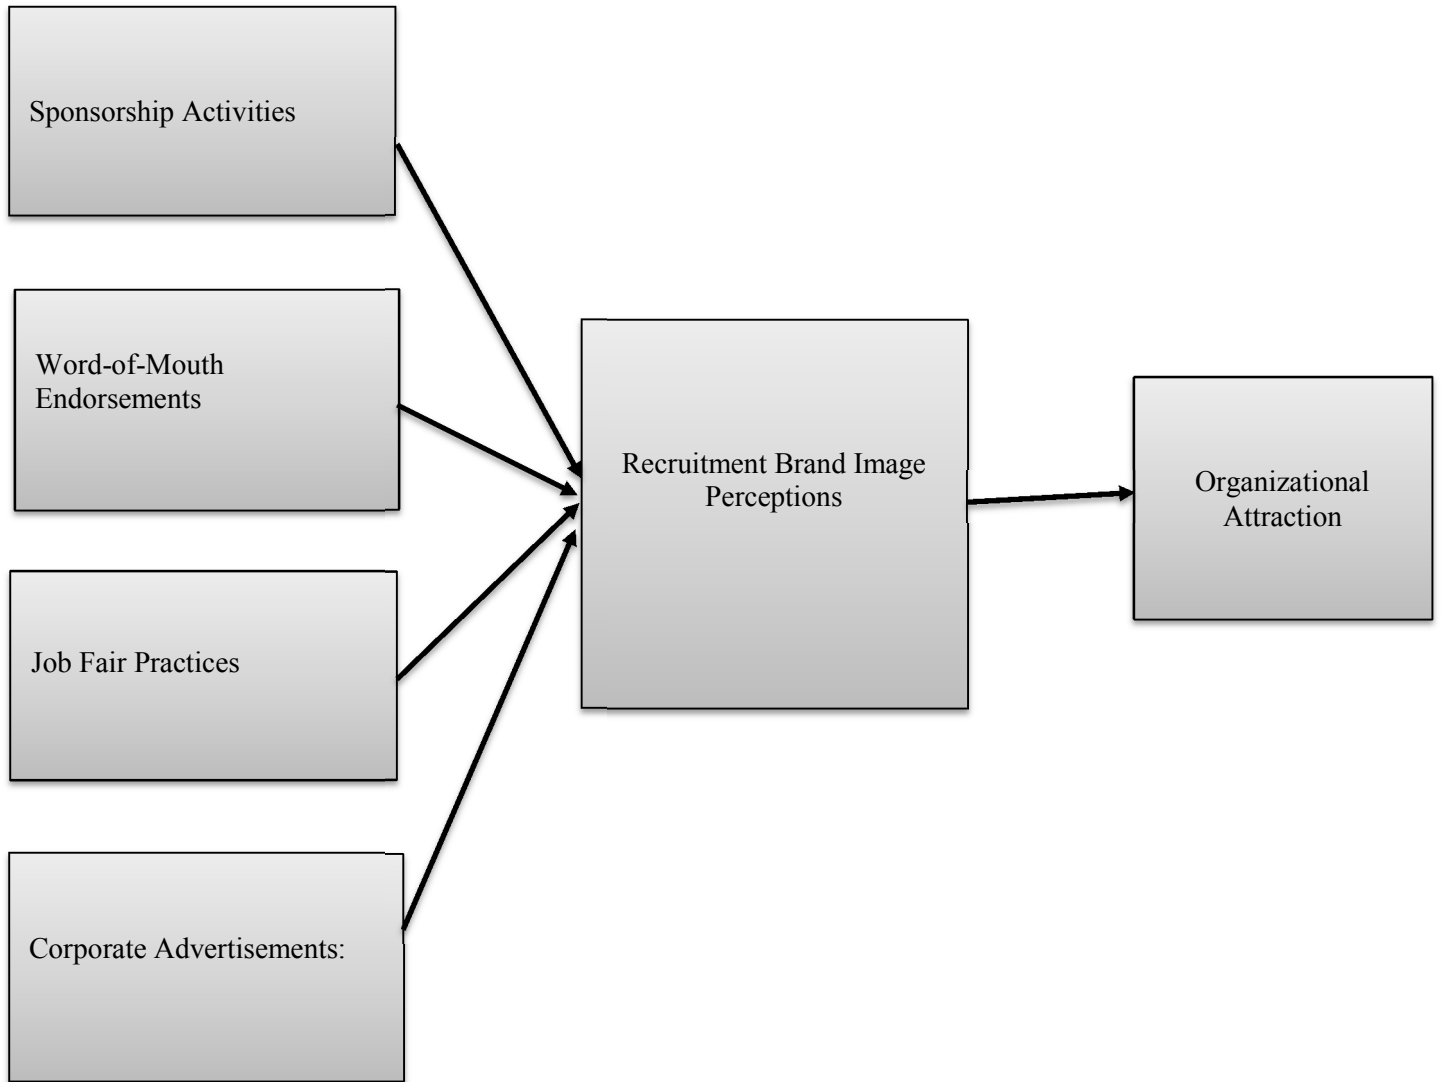 Sponsorship Activities
Word-of-Mouth
Endorsements
Job Fair Practices
Corporate Advertisements:
Recruitment Brand Image
Perceptions
Organizational
Attraction